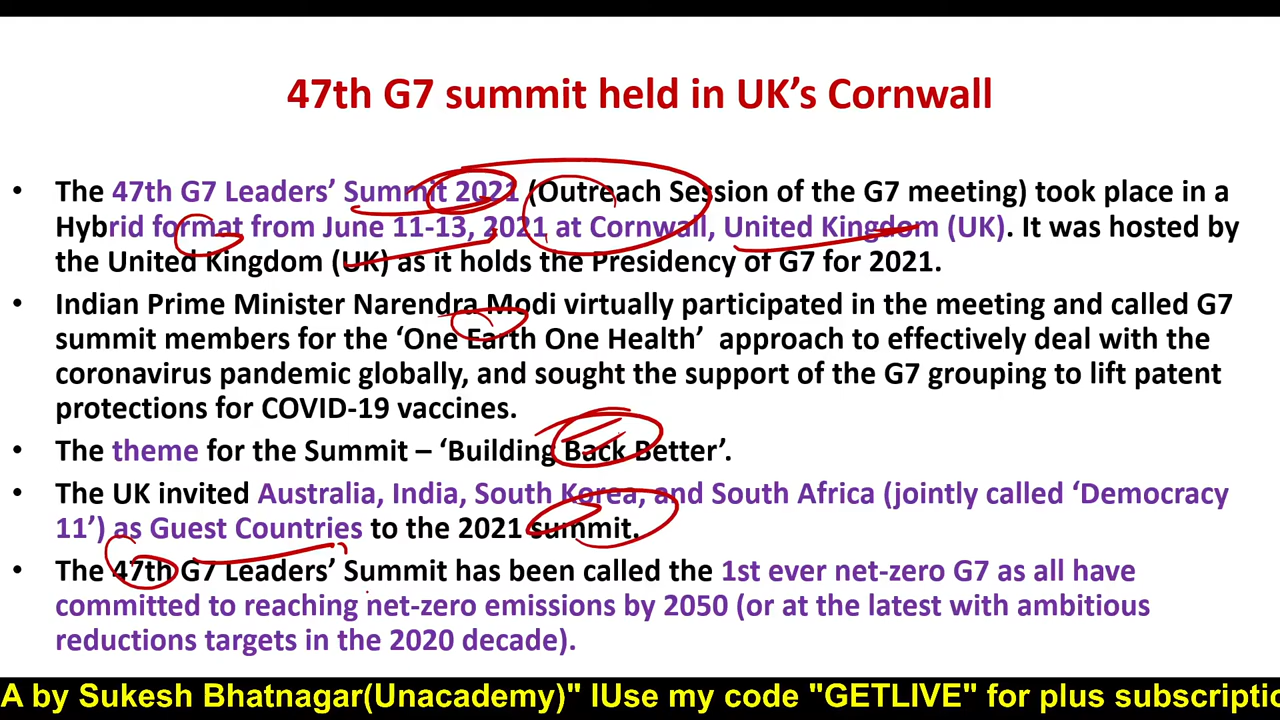 47th G7 summit held in UK’s Cornwall
• The 47th G7 Leaders’ Summit 2021 (Outreach Session of the G7 meeting) took place in a
Hybrid format from June 11-13, 2021 at Cornwall, United Kingdom (UK). It was hosted by
the United Kingdom (UK) as it holds the Presidency of G7 for 2021.
• Indian Prime Minister Narendra Modi virtually participated in the meeting and called G7
summit members for the ‘One Earth One Health’ approach to effectively deal with the
coronavirus pandemic globally, and sought the support of the G7 grouping to lift patent
protections for COVID-19 vaccines.
• The theme for the Summit – ‘Building Back Better’.
• The UK invited Australia, India, South Korea, and South Africa (jointly called ‘Democracy
11’) as Guest Countries to the 2021 summit.
• The 47th G7 Leaders’ Summit has been called the 1st ever net-zero G7 as all have
committed to reaching net-zero emissions by 2050 (or at the latest with ambitious
reductions targets in the 2020 decade).
A by Sukesh Bhatnagar(Unacademy)" IUse my code "GETLIVE" for plus subscriptio